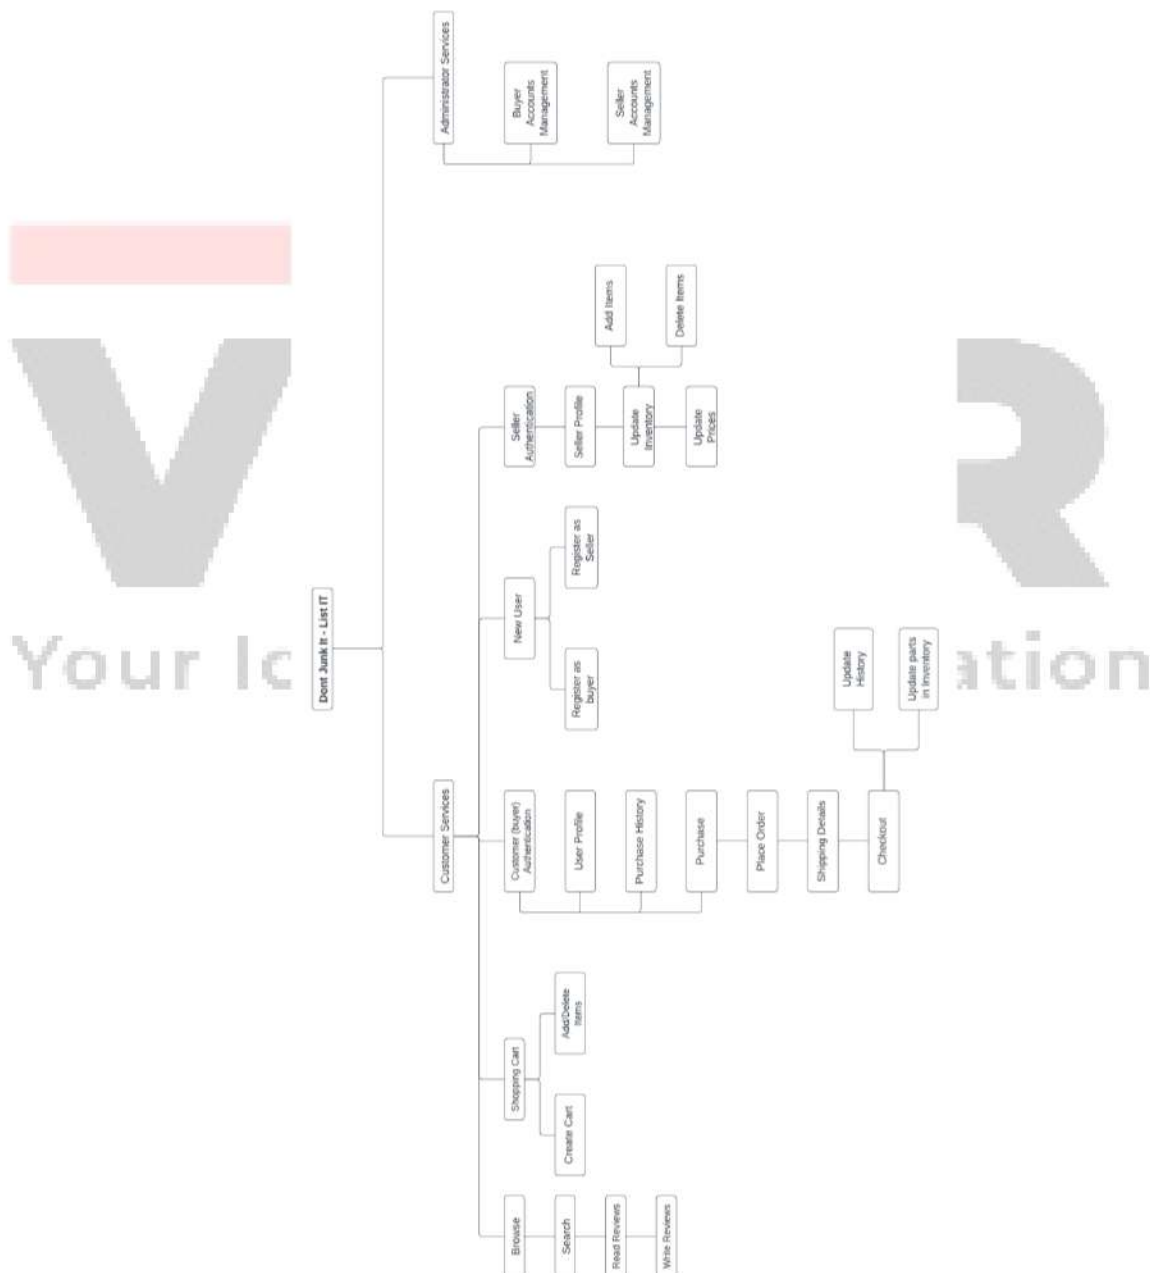 Dont Junk It - List IT
Customer Services
Administrator Services
Browse
Search
Read Reviews
Write Reviews
Shopping Cart
Create Cart
Add/Delete
Items
Customer (buyer)
Authentication
User Profile
Purchase History
Purchase
Place Order
Shipping Details
Checkout
Update
History
Update parts
in Inventory
New User
Register as
buyer
Register as
Seller
Seller
Authentication
Seller Profile
Update
Inventory
Add Items
Delete Items
Update
Prices
Buyer
Accounts
Management
Seller
Accounts
Management
V R
Your